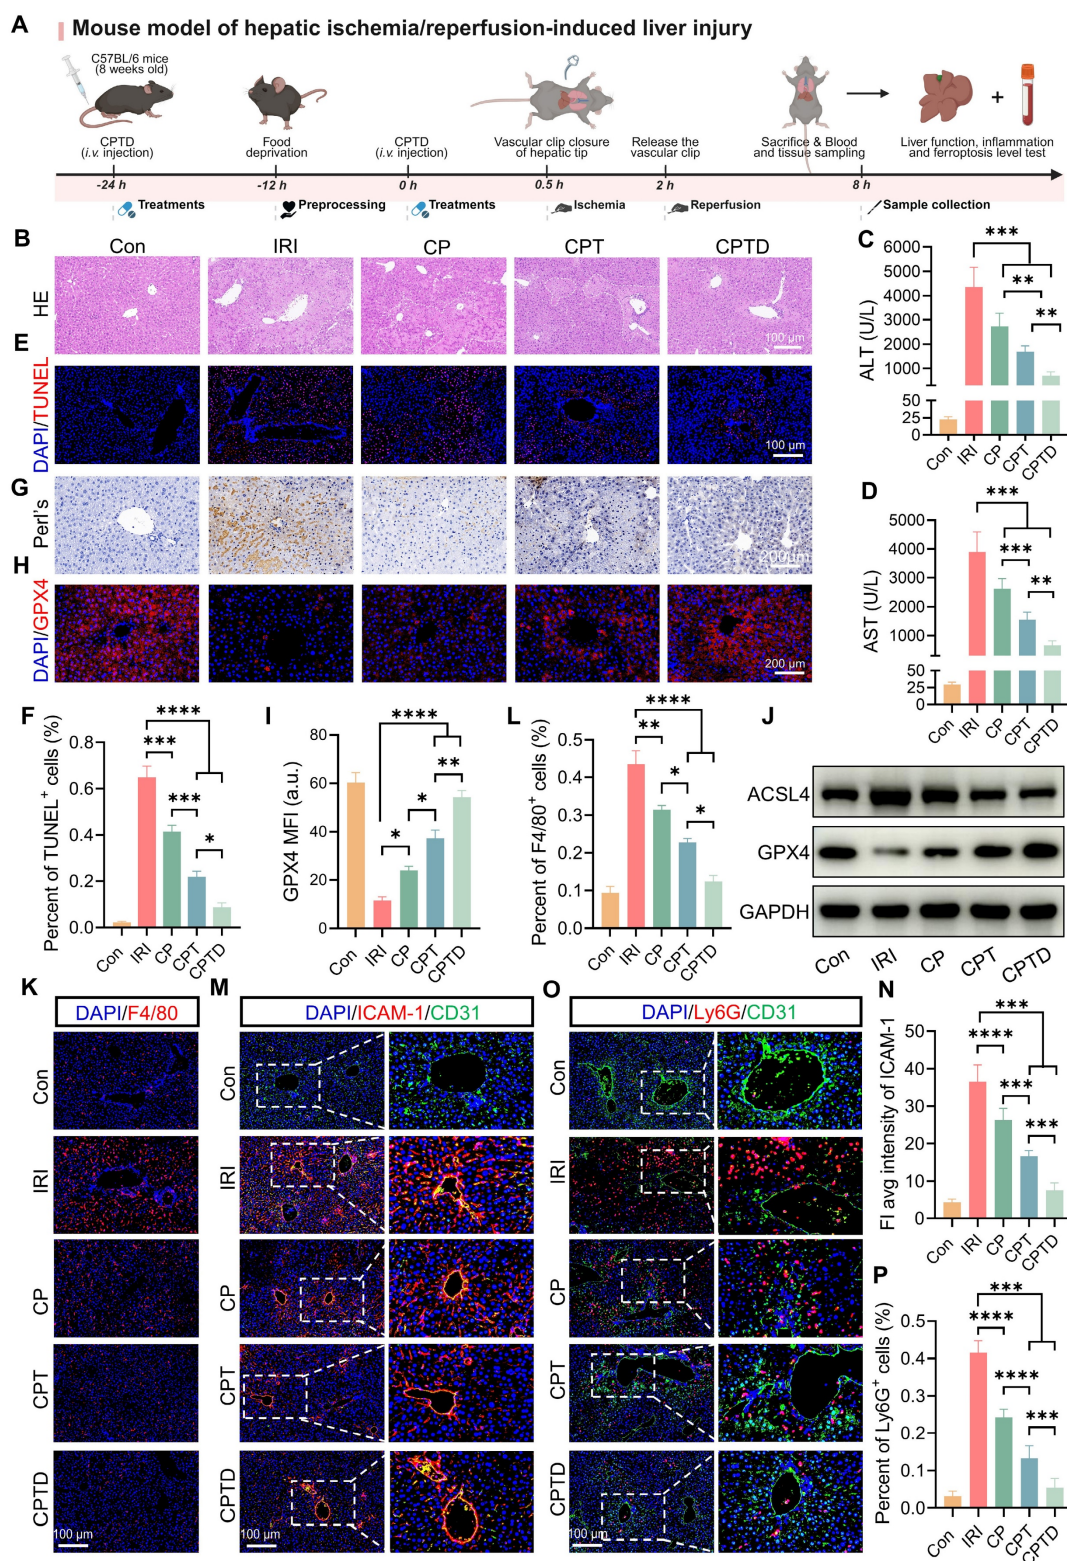 A
Mouse model of hepatic ischemia/reperfusion-induced liver injury
C57BL/6 mice
(8 weeks old)
CPTD
(i.v. injection)
Food
deprivation
CPTD
(i.v. injection)
Vascular clip closure
of hepatic tip
Release the
vascular clip
Sacrifice & Blood
and tissue sampling
Liver function, inflammation
and ferroptosis level test
+
-24 h
-12 h
0 h
0.5 h
2 h
8 h
Treatments
Preprocessing
Treatments
Ischemia
Reperfusion
Sample collection
B
Con
IRI
CP
CPT
CPTD
HE
100 µm
E
DAPI/TUNEL
100 µm
G
Perl's
200 µm
H
DAPI/GPX4
200 µm
C
ALT (U/L)
6000
5000
4000
3000
2000
1000
50
25
0
***
**
**
Con
IRI
CP
CPT
CPTD
D
AST (U/L)
5000
4000
3000
2000
1000
50
25
0
***
***
**
Con
IRI
CP
CPT
CPTD
F
Percent of TUNEL+ cells (%)
0.8
0.6
0.4
0.2
0.0
****
***
***
*
Con
IRI
CP
CPT
CPTD
I
GPX4 MFI (a.u.)
80
60
40
20
0
****
*
*
**
Con
IRI
CP
CPT
CPTD
L
Percent of F4/80+ cells (%)
0.5
0.4
0.3
0.2
0.1
0.0
****
**
*
*
Con
IRI
CP
CPT
CPTD
J
ACSL4
GPX4
GAPDH
Con
IRI
CP
CPT
CPTD
K
DAPI/F4/80
Con
IRI
CP
CPT
CPTD
100 µm
M
DAPI/ICAM-1/CD31
Con
IRI
CP
CPT
CPTD
100 µm
O
DAPI/Ly6G/CD31
Con
IRI
CP
CPT
CPTD
100 µm
N
FI avg intensity of ICAM-1
50
40
30
20
10
0
***
****
***
***
Con
IRI
CP
CPT
CPTD
P
Percent of Ly6G+ cells (%)
0.5
0.4
0.3
0.2
0.1
0.0
***
****
****
***
Con
IRI
CP
CPT
CPTD